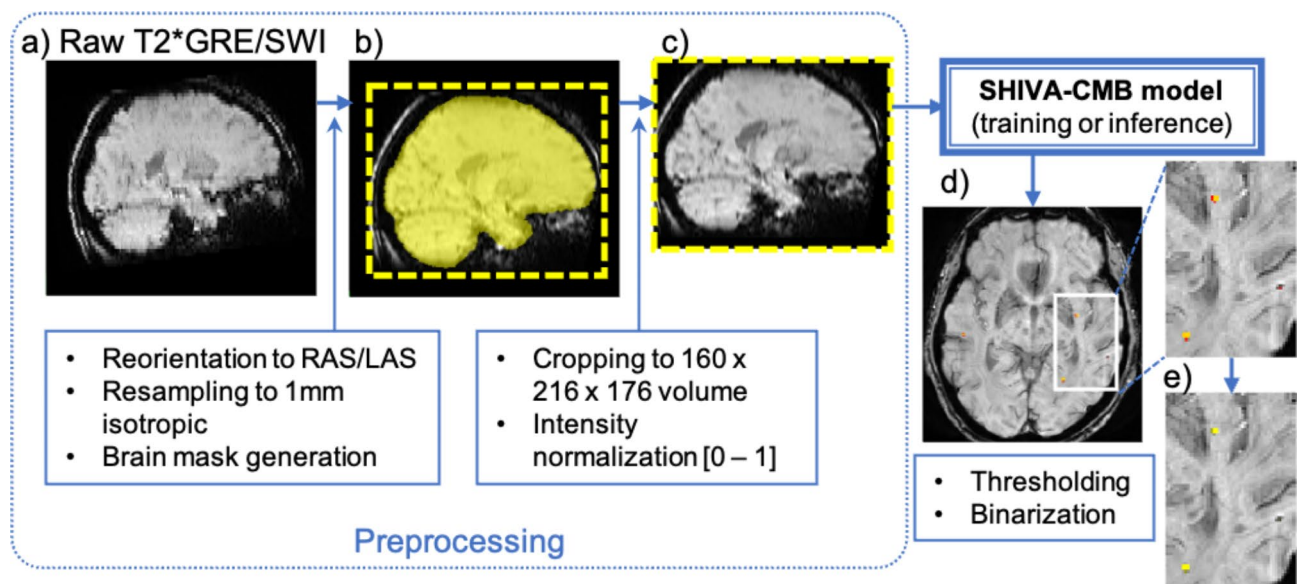 a) Raw T2*GRE/SWI
b)
c)
SHIVA-CMB model
(training or inference)
d)
• Reorientation to RAS/LAS
• Resampling to 1mm
isotropic
• Brain mask generation
• Cropping to 160 x
216 x 176 volume
• Intensity
normalization [0 – 1]
e)
• Thresholding
• Binarization
Preprocessing